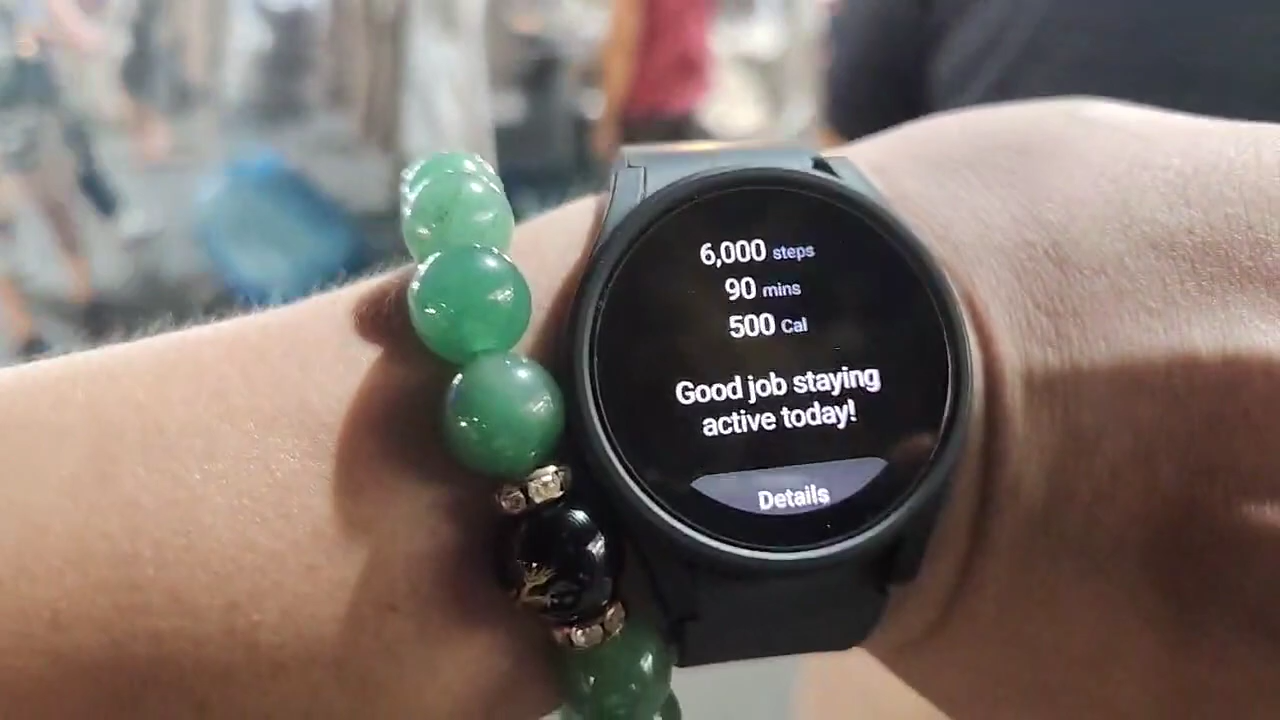 6,000 steps
90 mins
500 Cal
Good job staying
active today!
Details